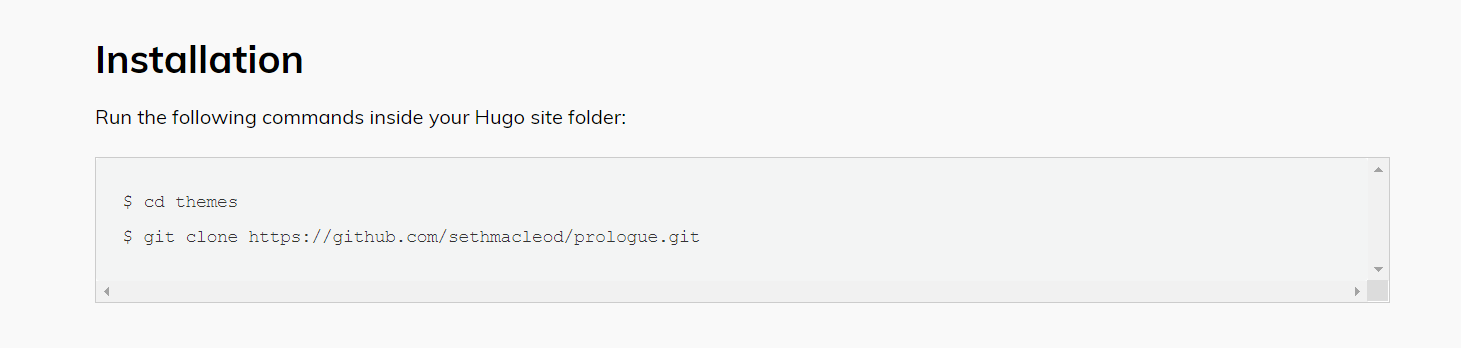 Installation
Run the following commands inside your Hugo site folder:
$ cd themes
$ git clone https://github.com/sethmacleod/prologue.git